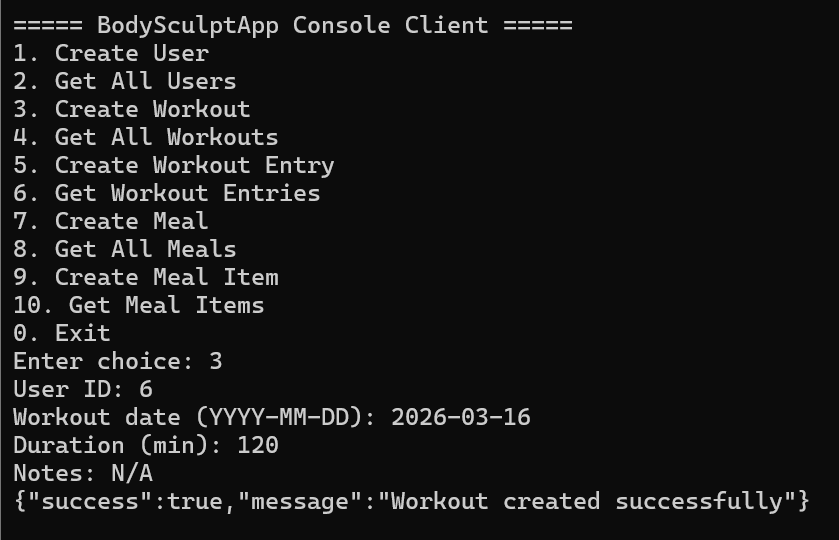 ===== BodySculptApp Console Client =====
1. Create User
2. Get All Users
3. Create Workout
4. Get All Workouts
5. Create Workout Entry
6. Get Workout Entries
7. Create Meal
8. Get All Meals
9. Create Meal Item
10. Get Meal Items
0. Exit
Enter choice: 3
User ID: 6
Workout date (YYYY-MM-DD): 2026-03-16
Duration (min): 120
Notes: N/A
{"success":true,"message":"Workout created successfully"}